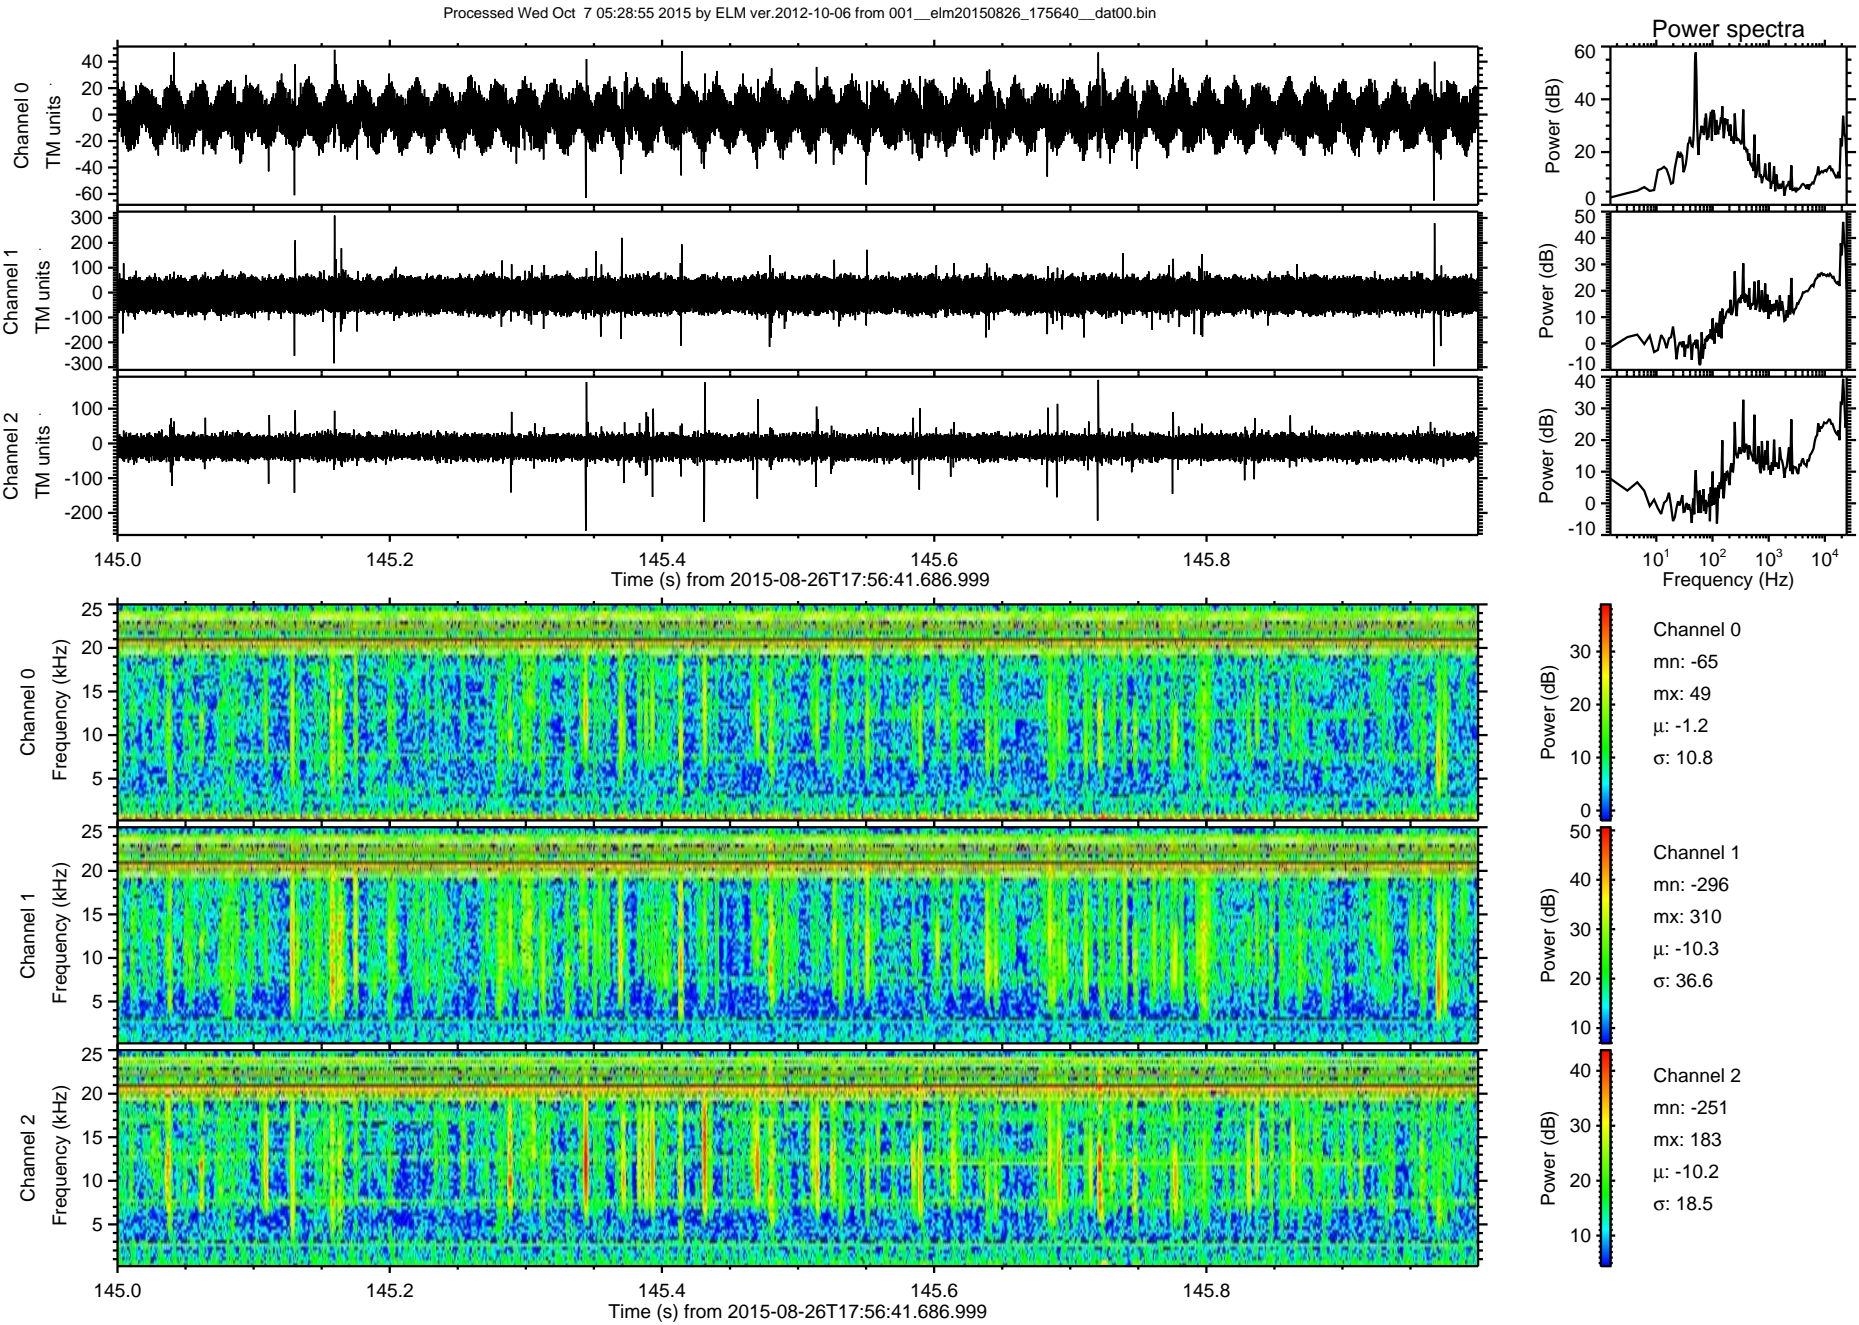 Processed Wed Oct  7 05:28:55 2015 by ELM ver.2012-10-06 from 001__elm20150826_175640__dat00.bin
Power spectra
Channel 0
TM units
40
20
0
-20
-40
-60
Power (dB)
60
40
20
0
Channel 1
TM units
300
200
100
0
-100
-200
-300
Power (dB)
50
40
30
20
10
0
-10
Channel 2
TM units
100
0
-100
-200
Power (dB)
40
30
20
10
0
-10
145.0 145.2 145.4 145.6 145.8
Time (s) from 2015-08-26T17:56:41.686.999
10^1 10^2 10^3 10^4
Frequency (Hz)
Channel 0
Frequency (kHz)
25
20
15
10
5
Power (dB)
30
20
10
0
Channel 0
mn: -65
mx: 49
μ: -1.2
σ: 10.8
Channel 1
Frequency (kHz)
25
20
15
10
5
Power (dB)
50
40
30
20
10
Channel 1
mn: -296
mx: 310
μ: -10.3
σ: 36.6
Channel 2
Frequency (kHz)
25
20
15
10
5
Power (dB)
40
30
20
10
Channel 2
mn: -251
mx: 183
μ: -10.2
σ: 18.5
145.0 145.2 145.4 145.6 145.8
Time (s) from 2015-08-26T17:56:41.686.999